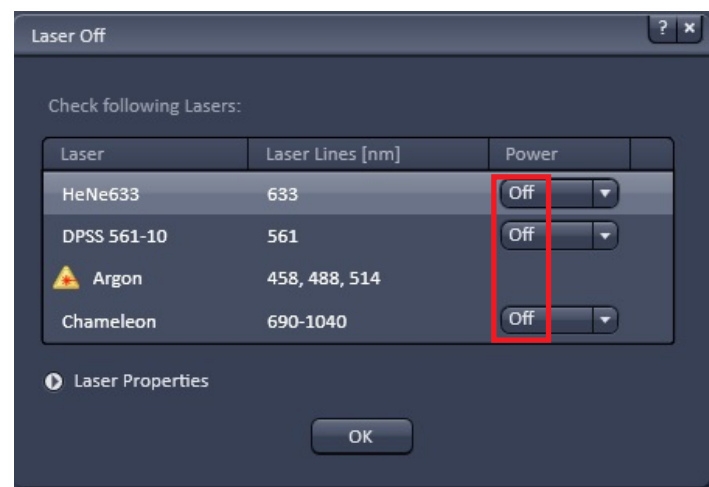 Laser Off ? ×
Check following Lasers:
Laser Laser Lines [nm] Power
HeNe633 633 Off
DPSS 561-10 561 Off
Argon 458, 488, 514
Chameleon 690-1040 Off
Laser Properties
OK